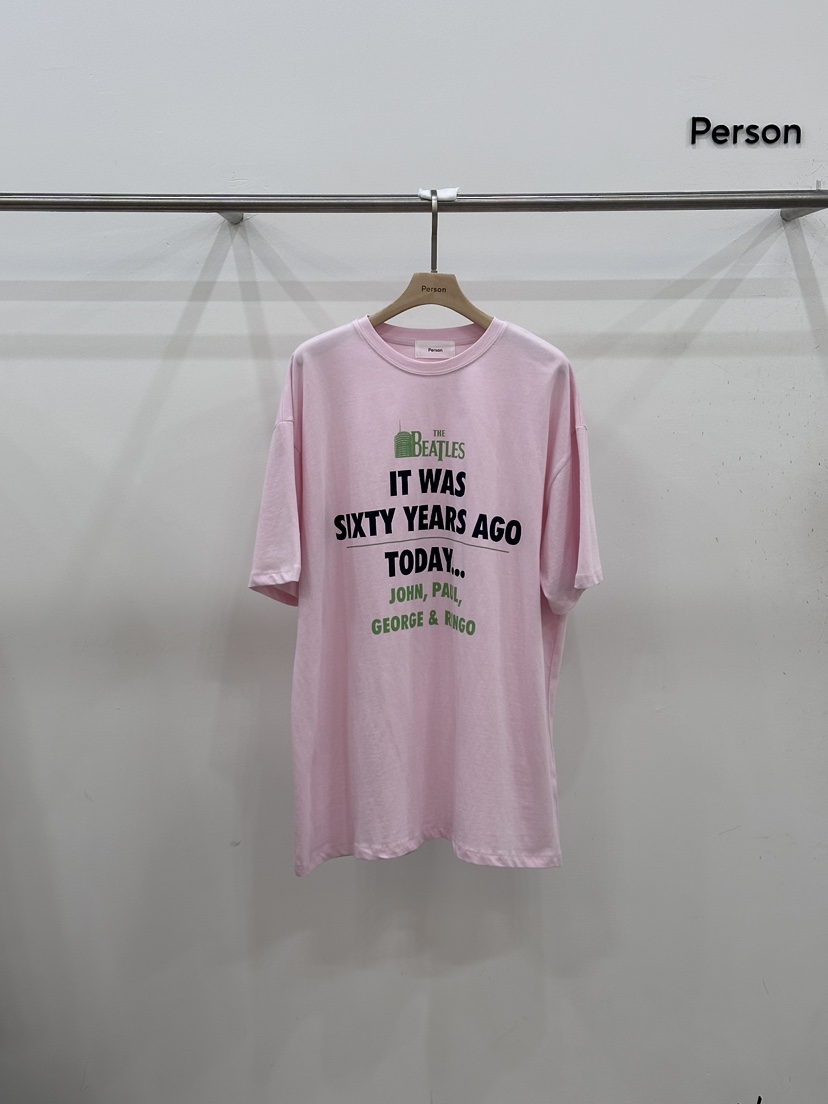 Person
Person
Person
THE
BEATLES
IT WAS
SIXTY YEARS AGO
TODAY...
JOHN, PAUL,
GEORGE & RINGO